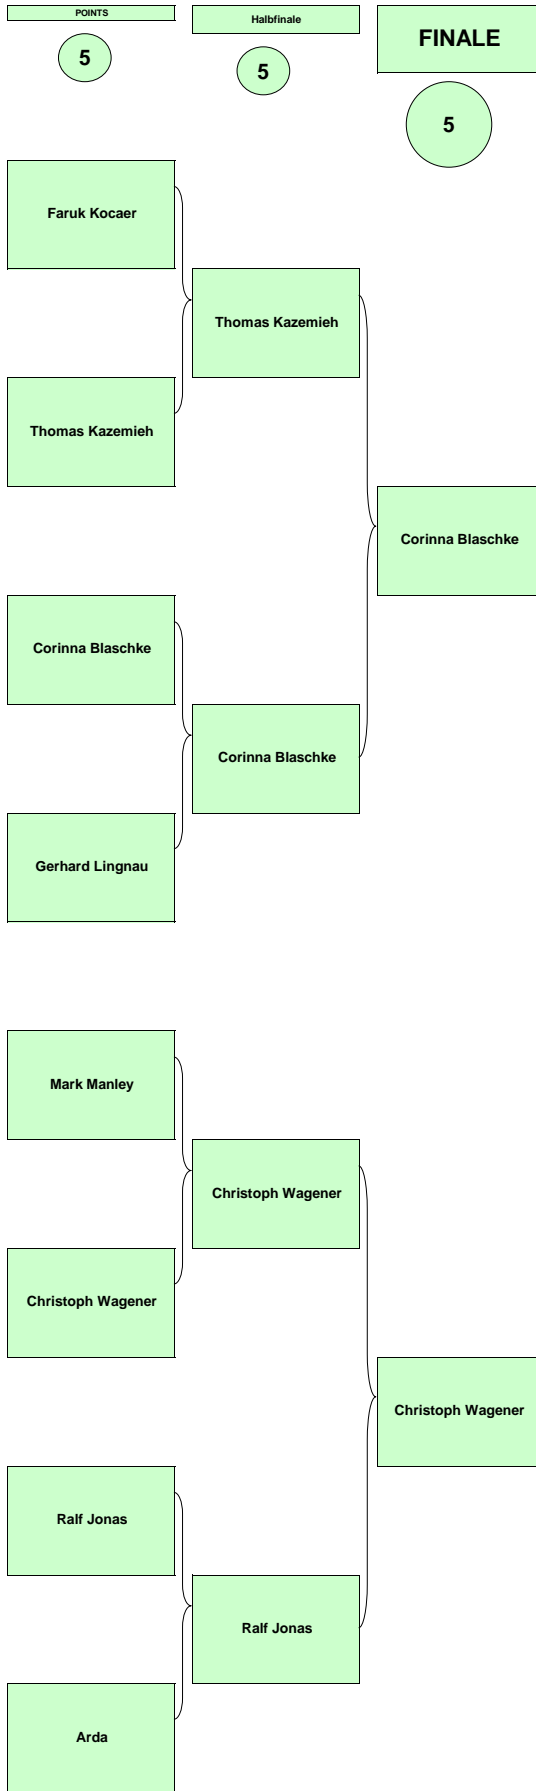 POINTS
Halbfinale
FINALE
5
5
5
Faruk Kocaer
Thomas Kazemieh
Thomas Kazemieh
Corinna Blaschke
Corinna Blaschke
Corinna Blaschke
Gerhard Lingnau
Mark Manley
Christoph Wagener
Christoph Wagener
Christoph Wagener
Ralf Jonas
Ralf Jonas
Arda